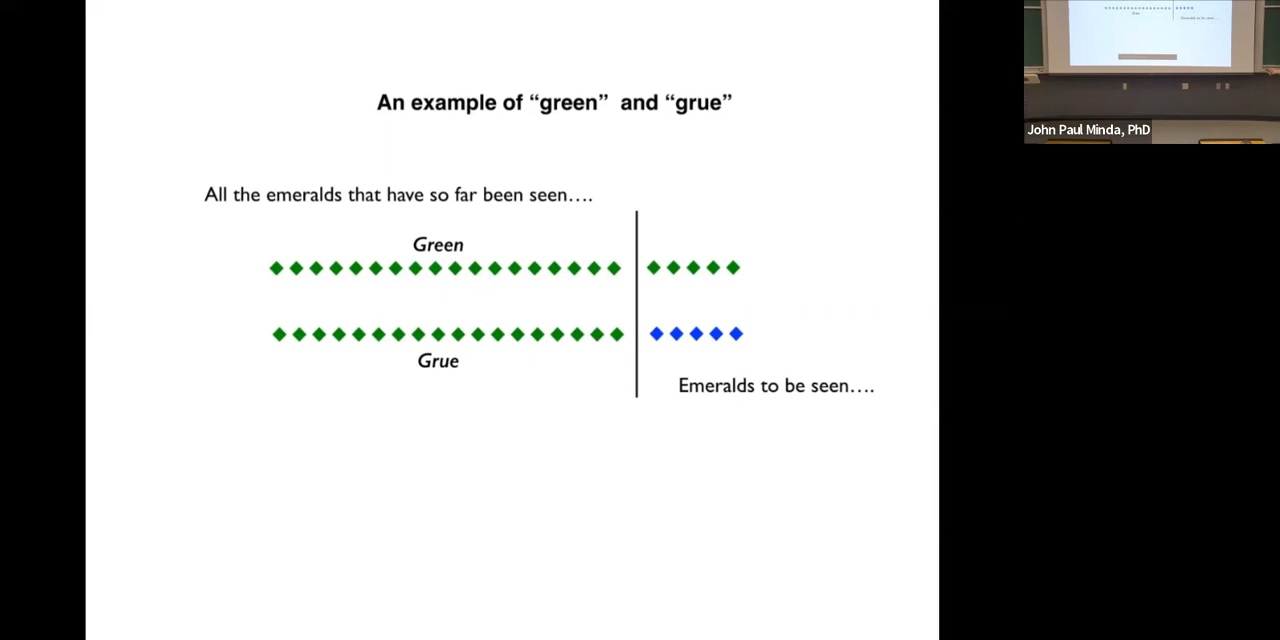 An example of “green” and “grue”
All the emeralds that have so far been seen….
Green
Grue
Emeralds to be seen….
John Paul Minda, PhD